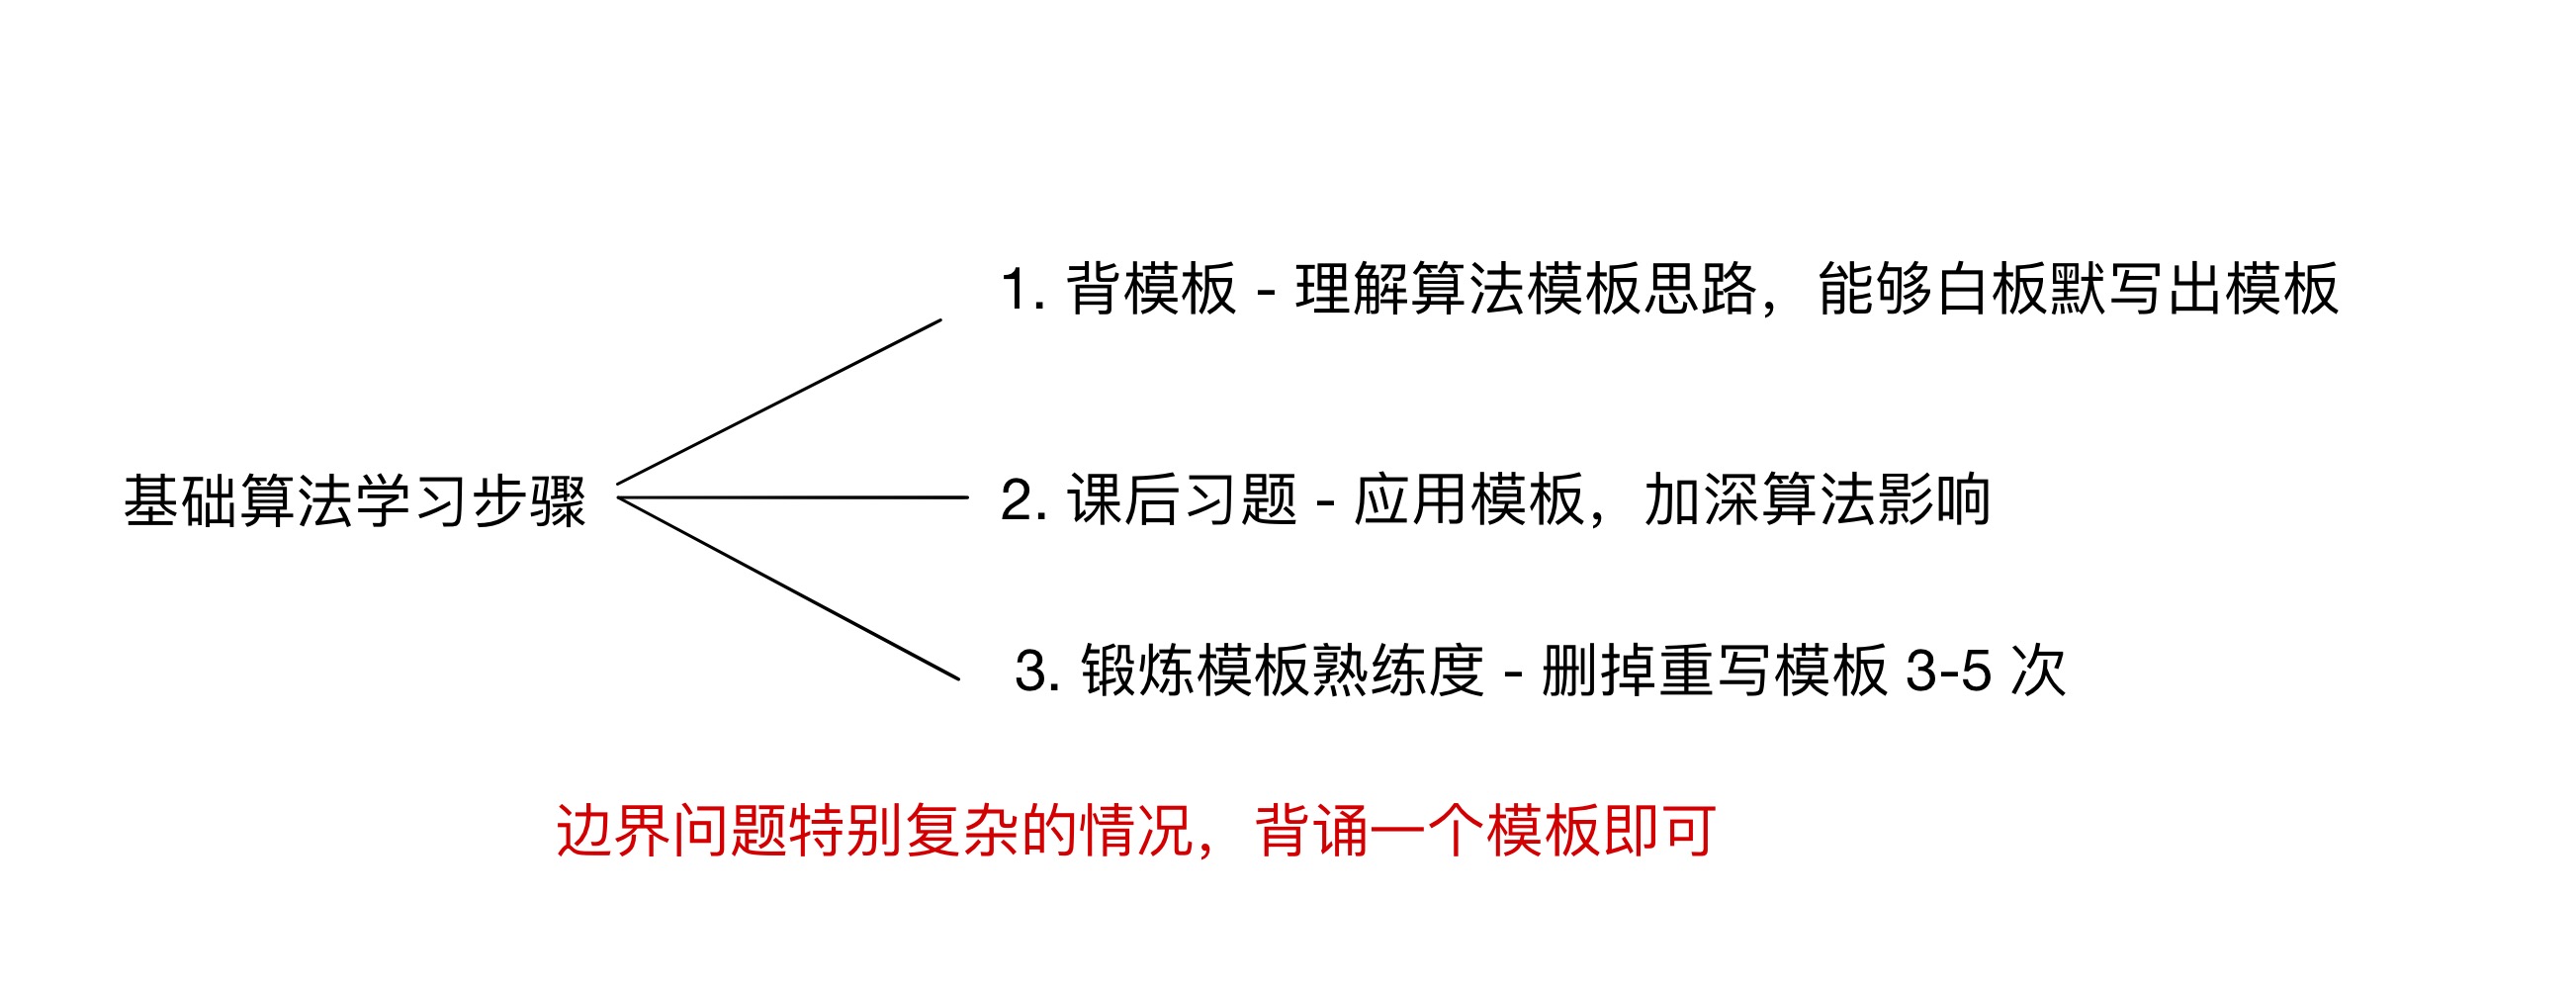 1. 背模板 - 理解算法模板思路，能够白板默写出模板
基础算法学习步骤
2. 课后习题 - 应用模板，加深算法影响
3. 锻炼模板熟练度 - 删掉重写模板 3-5 次
边界问题特别复杂的情况，背诵一个模板即可